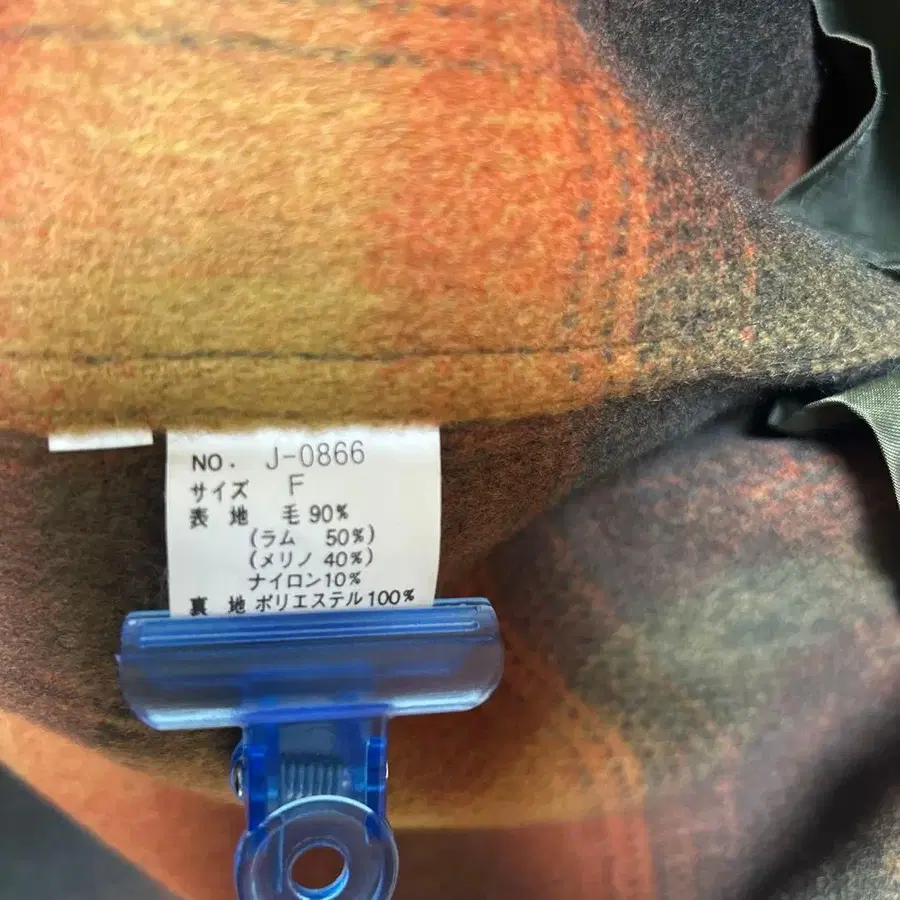 NO. J-0866
サイズ F
表 地 毛 90%
(ラム 50%)
(メリノ 40%)
ナイロン10%
裏 地 ポリエステル100%